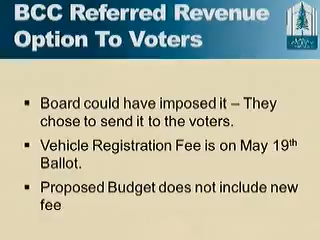 BCC Referred Revenue
Option To Voters
▪ Board could have imposed it – They
chose to send it to the voters.
▪ Vehicle Registration Fee is on May 19th
Ballot.
▪ Proposed Budget does not include new
fee